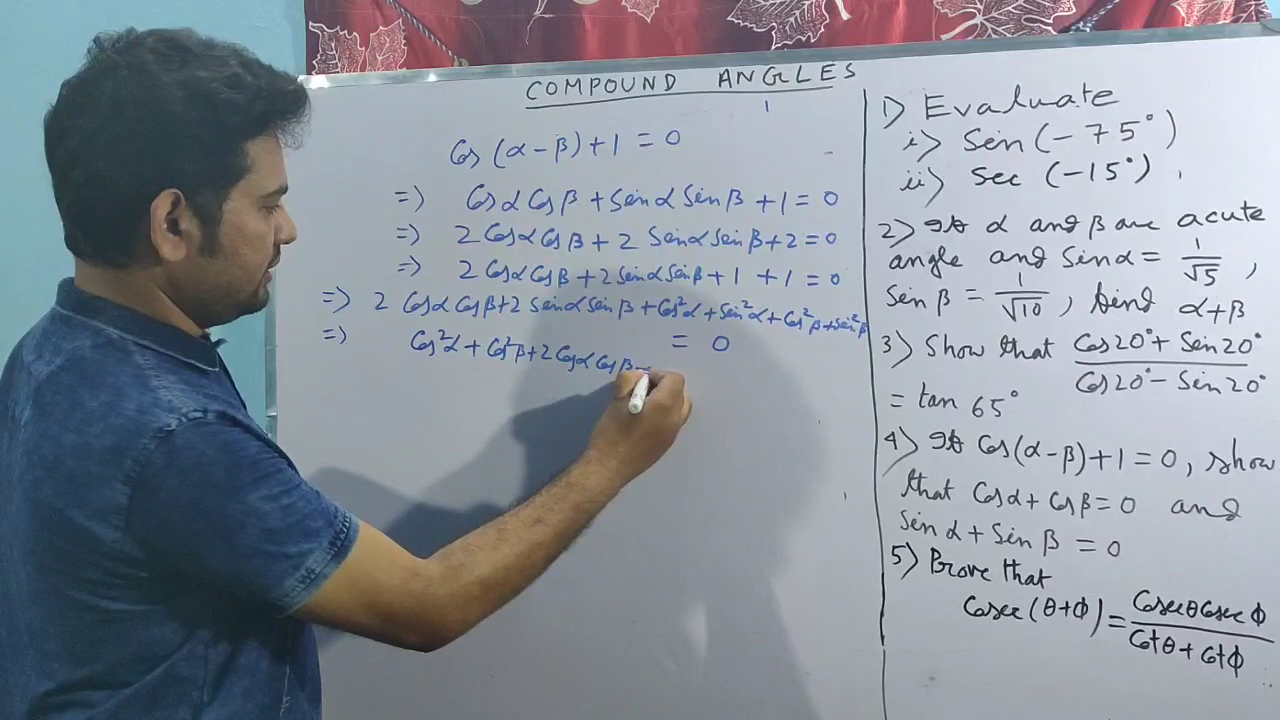 COMPOUND ANGLES
Cos (α - β) + 1 = 0
=> Cos α Cos β + Sin α Sin β + 1 = 0
=> 2 Cos α Cos β + 2 Sin α Sin β + 2 = 0
=> 2 Cos α Cos β + 2 Sin α Sin β + 1 + 1 = 0
=> 2 Cos α Cos β + 2 Sin α Sin β + Cos²α + Sin²α + Cos²β + Sin²β
= 0
=> Cos²α + Cos²β + 2 Cos α Cos β +
1) Evaluate
i) Sin (-75°)
ii) Sec (-15°).
2) If α and β are acute
angle and Sin α = 1/√5,
Sin β = 1/√10, find α+β
3) Show that (Cos 20° + Sin 20°)/(Cos 20° - Sin 20°)
= tan 65°
4) If Cos(α-β)+1=0, show
that Cos α + Cos β = 0 and
Sin α + Sin β = 0
5) Prove that
Cosec (θ+Φ) = (Cosec θ Cosec Φ)/(Cot θ + Cot Φ)